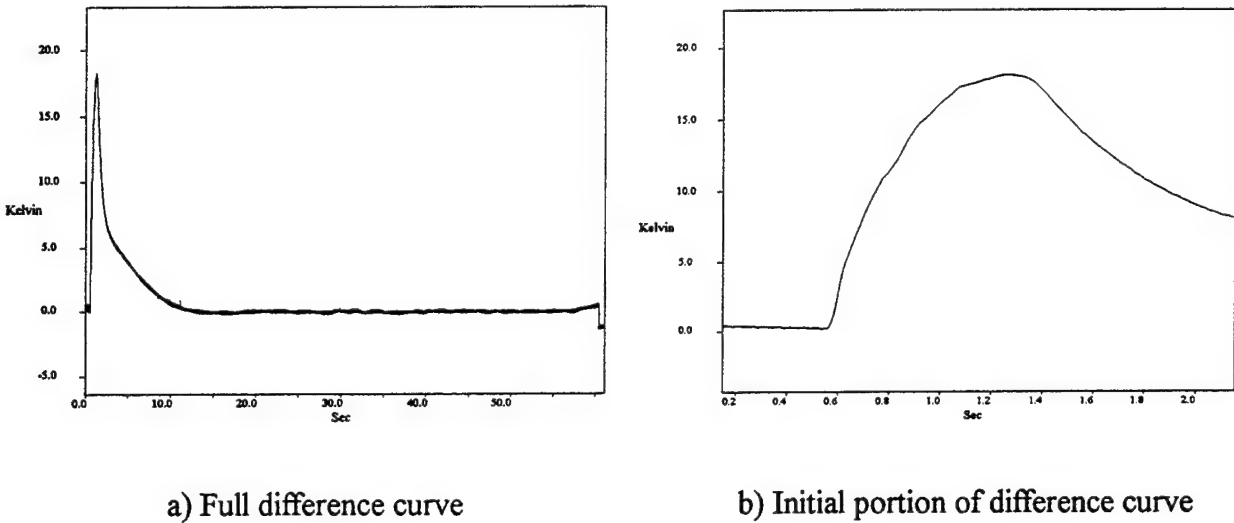 20.0
15.0
10.0
Kelvin
5.0
0.0
-5.0
0.0 10.0 20.0 30.0 40.0 50.0
Sec
a) Full difference curve
20.0
15.0
10.0
Kelvin
5.0
0.0
0.2 0.4 0.6 0.8 1.0 1.2 1.4 1.6 1.8 2.0
Sec
b) Initial portion of difference curve